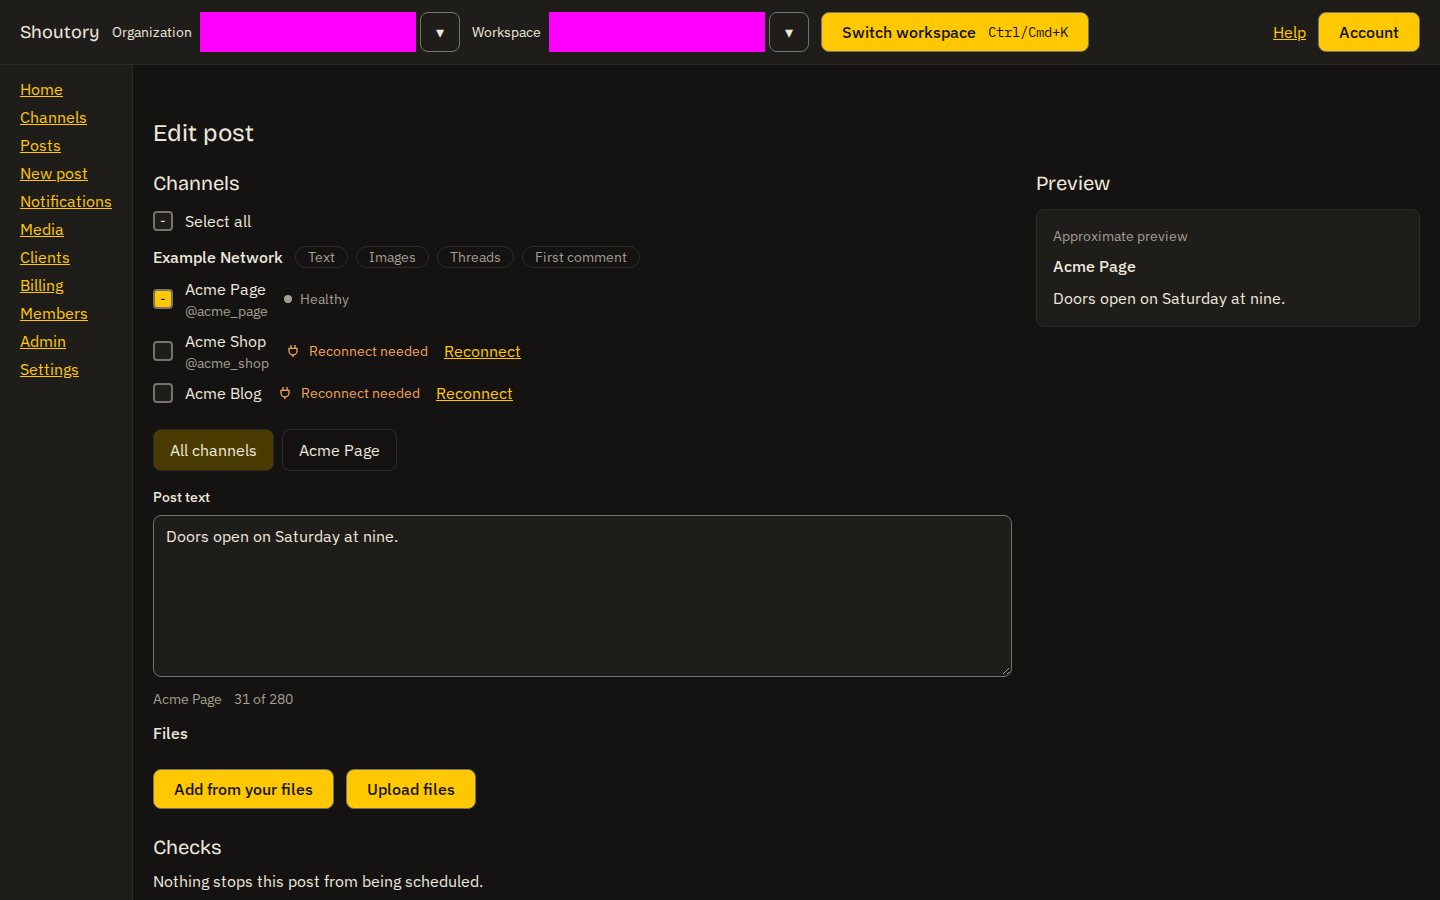 Shoutory Organization ▾ Workspace ▾ Switch workspace Ctrl/Cmd+K Help Account
Home
Channels
Posts
New post
Notifications
Media
Clients
Billing
Members
Admin
Settings
Edit post
Channels
- Select all
Example Network Text Images Threads First comment
- Acme Page
@acme_page
Healthy
Acme Shop
@acme_shop
Reconnect needed Reconnect
Acme Blog Reconnect needed Reconnect
All channels Acme Page
Post text
Doors open on Saturday at nine.
Acme Page 31 of 280
Files
Add from your files Upload files
Checks
Nothing stops this post from being scheduled.
Preview
Approximate preview
Acme Page
Doors open on Saturday at nine.